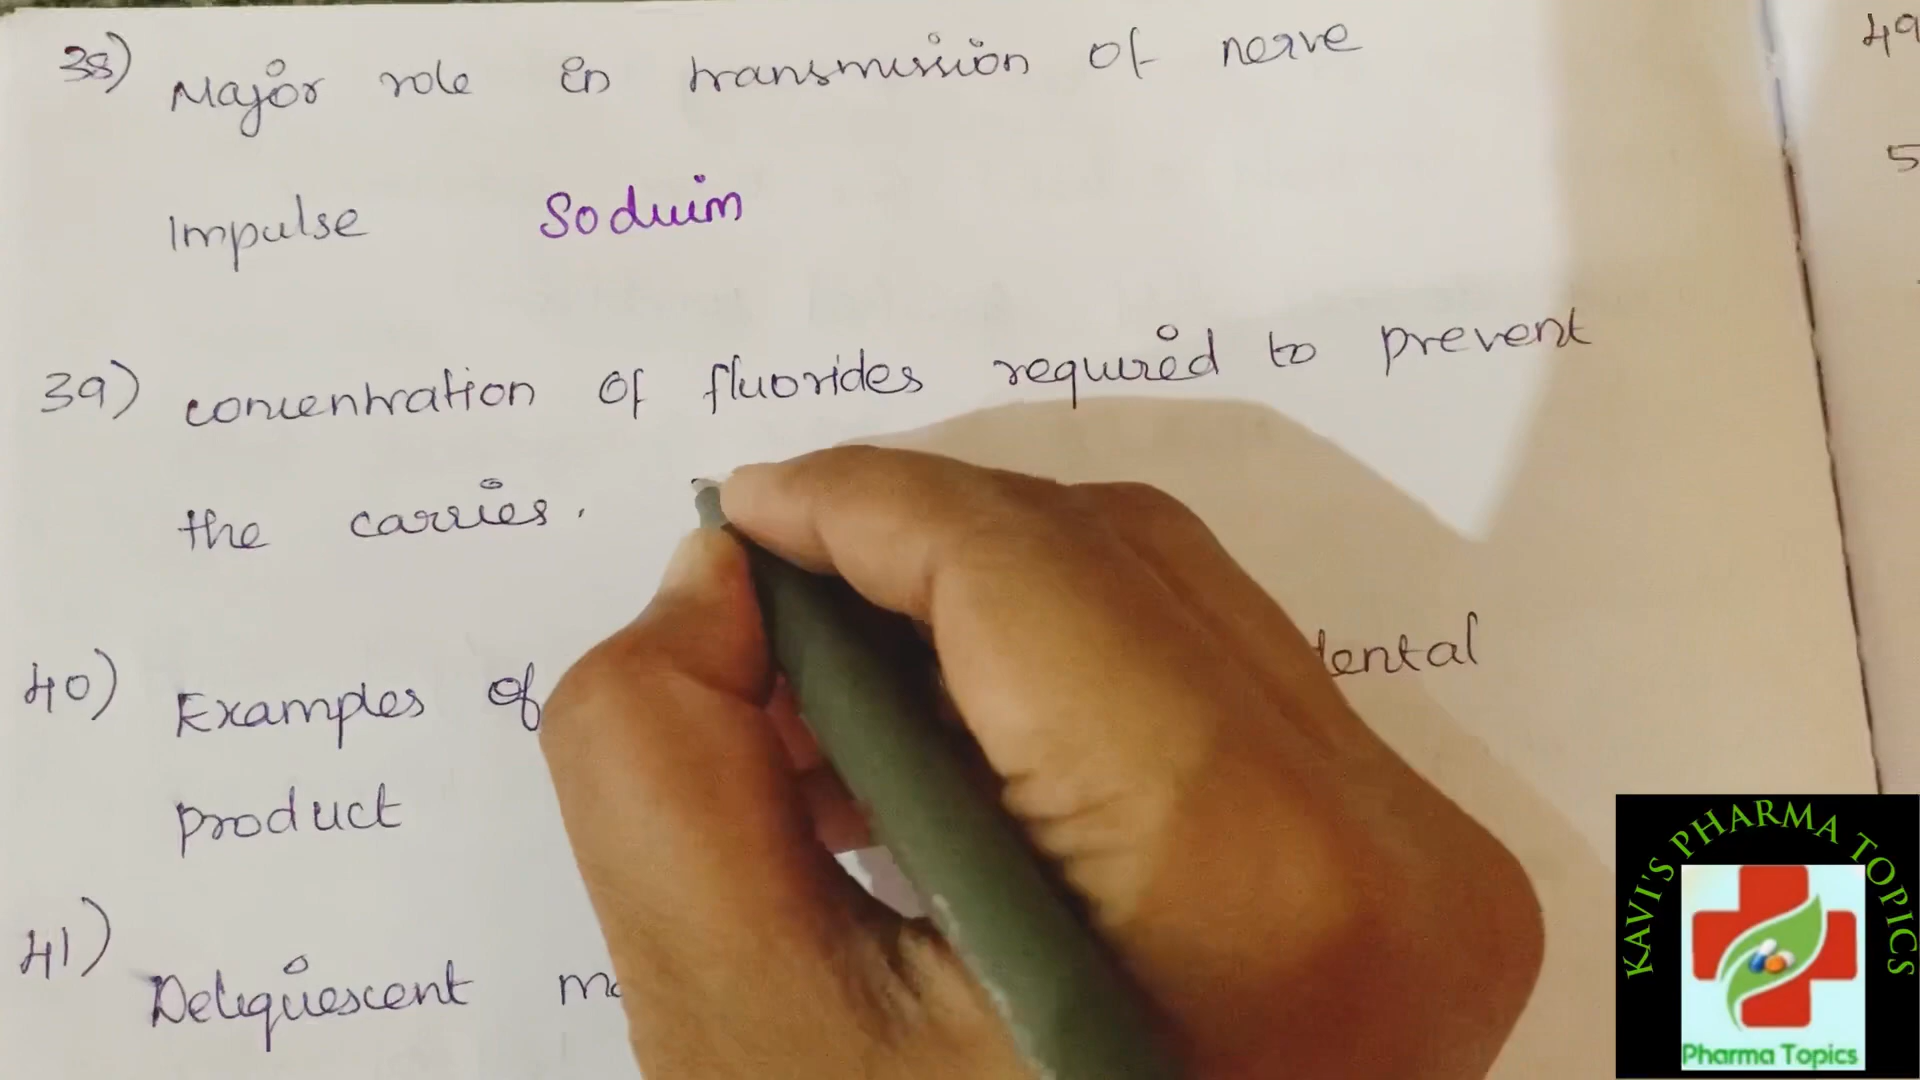 38) Major role in transmission of nerve
Impulse Soduim
39) concentration of fluorides required to prevent
the carries.
40) Examples of dental
product
41) Deliquescent
49
5
KAVI'S PHARMA TOPICS
Pharma Topics